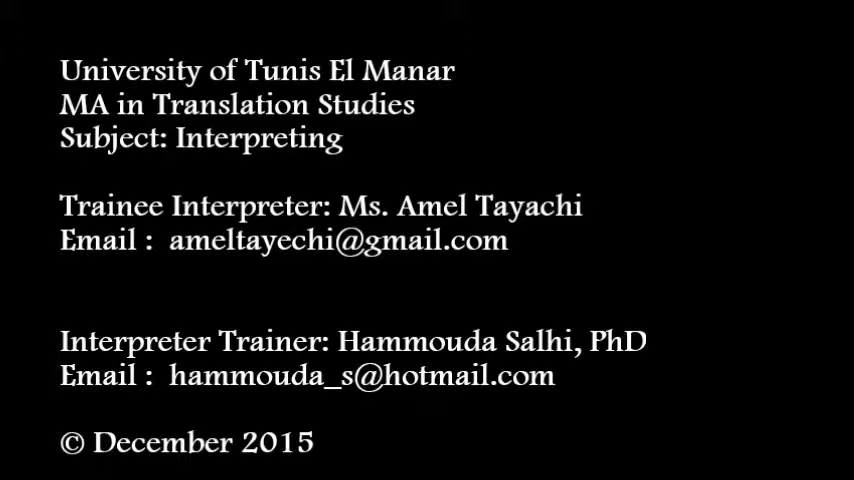 University of Tunis El Manar
MA in Translation Studies
Subject: Interpreting
Trainee Interpreter: Ms. Amel Tayachi
Email :  ameltayechi@gmail.com
Interpreter Trainer: Hammouda Salhi, PhD
Email :  hammouda_s@hotmail.com
© December 2015